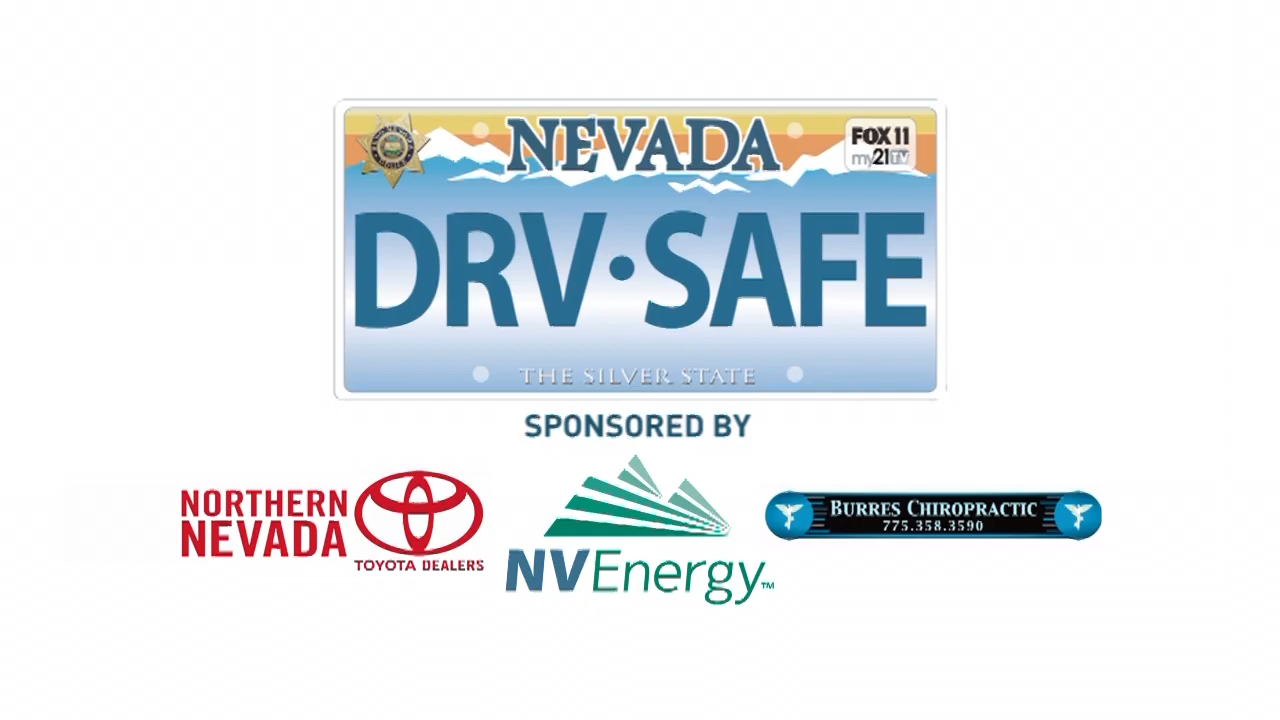 NEVADA
FOX 11
my21TV
DRV•SAFE
THE SILVER STATE
SPONSORED BY
NORTHERN
NEVADA
TOYOTA DEALERS
NVEnergy™
BURRES CHIROPRACTIC
775.358.3590